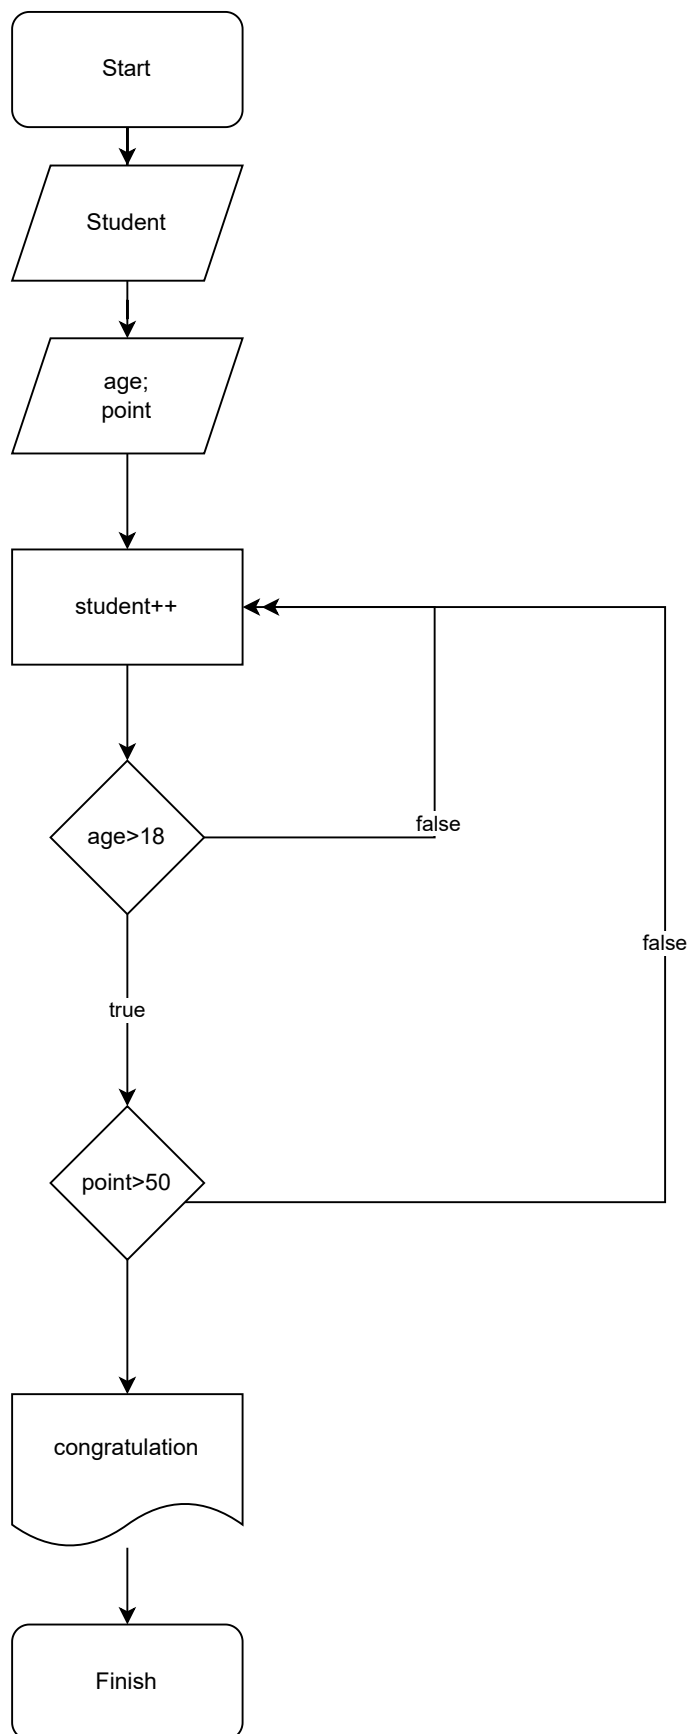 Start
Student
age;
point
student++
age>18
false
false
true
point>50
congratulation
Finish